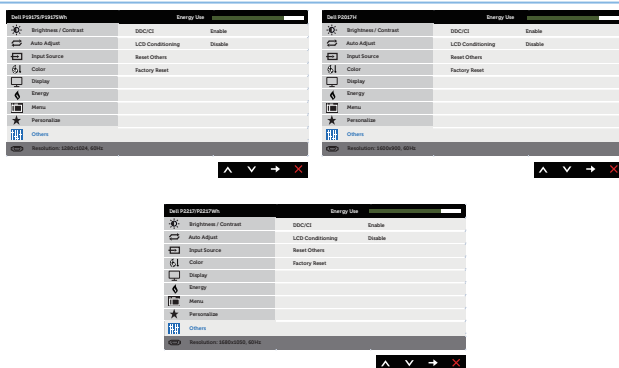 Dell P1917S/P1917SWh Energy Use
Brightness / Contrast DDC/CI Enable
Auto Adjust LCD Conditioning Disable
Input Source Reset Others
Color Factory Reset
Display
Energy
Menu
Personalize
Others
Resolution: 1280x1024, 60Hz
Dell P2017H Energy Use
Brightness / Contrast DDC/CI Enable
Auto Adjust LCD Conditioning Disable
Input Source Reset Others
Color Factory Reset
Display
Energy
Menu
Personalize
Others
Resolution: 1600x900, 60Hz
Dell P2217/P2217Wh Energy Use
Brightness / Contrast DDC/CI Enable
Auto Adjust LCD Conditioning Disable
Input Source Reset Others
Color Factory Reset
Display
Energy
Menu
Personalize
Others
Resolution: 1680x1050, 60Hz